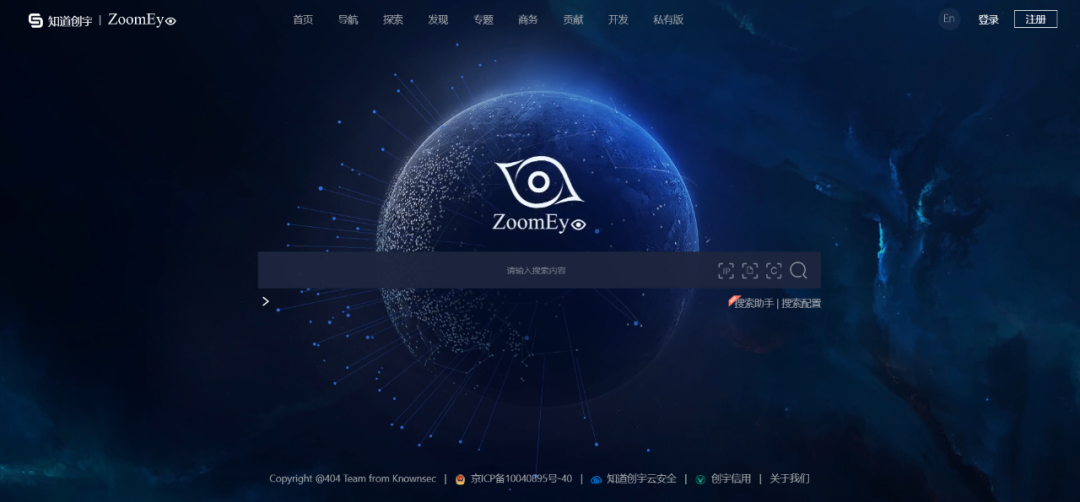 知道创宇 | ZoomEye
首页 导航 探索 发现 专题 商务 贡献 开发 私有版
En 登录 注册
ZoomEye
请输入搜索内容 IP D C
>
搜索助手 | 搜索配置
Copyright @404 Team from Knownsec | 京ICP备10040895号-40 | 知道创宇云安全 | 创宇信用 | 关于我们